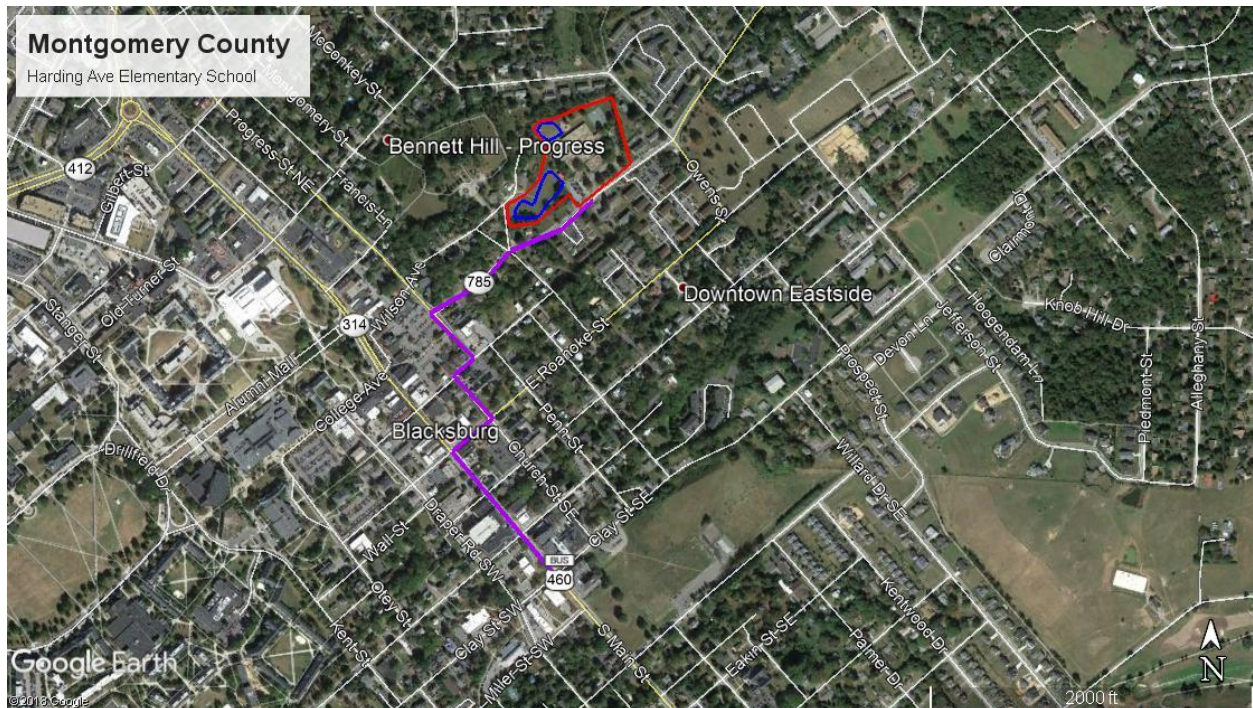 Montgomery County
Harding Ave Elementary School
McConkey St
Montgomery St
Progress St NE
Francis Ln
Bennett Hill - Progress
412
Gilbert St
Owens St
Old Turner St
Stanger St
Wilson Ave
785
314
Downtown Eastside
Clairmont Dr
Knob Hill Dr
Hoogendam Ln
Jefferson St
Devon Ln
Alleghany St
Piedmont St
Alumni Mall
College Ave
E Roanoke St
Prospect St
Penn St
Blacksburg
Church St SE
Drillfield Dr
Willard Dr SE
Clay St SE
Draper Rd SW
Wall St
BUS
460
Otey St
Kent St
Clay St SW
Miller St SW
S Main St
Eakin St SE
Kentwood Dr
Palmer Dr
Google Earth
©2018 Google
N
2000 ft